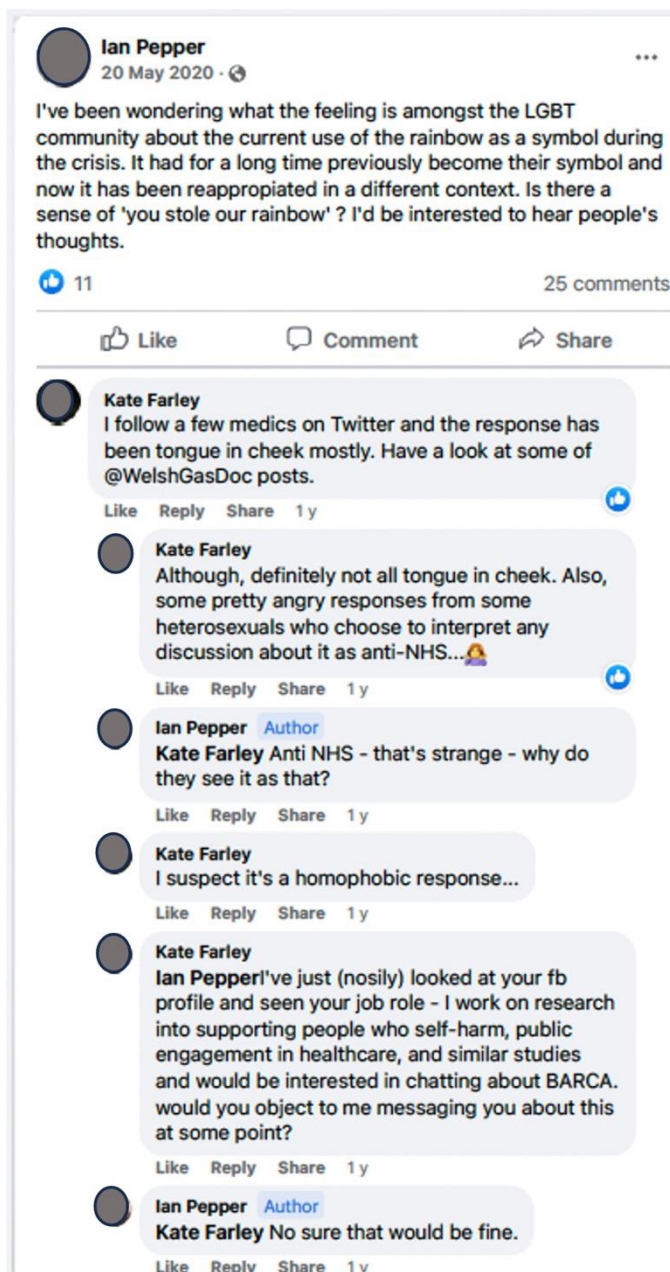 Ian Pepper
20 May 2020 ·
I've been wondering what the feeling is amongst the LGBT
community about the current use of the rainbow as a symbol during
the crisis. It had for a long time previously become their symbol and
now it has been reappropiated in a different context. Is there a
sense of 'you stole our rainbow' ? I'd be interested to hear people's
thoughts.
11 25 comments
Like Comment Share
Kate Farley
I follow a few medics on Twitter and the response has
been tongue in cheek mostly. Have a look at some of
@WelshGasDoc posts.
Like Reply Share 1 y
Kate Farley
Although, definitely not all tongue in cheek. Also,
some pretty angry responses from some
heterosexuals who choose to interpret any
discussion about it as anti-NHS...🤦‍♀️
Like Reply Share 1 y
Ian Pepper Author
Kate Farley Anti NHS - that's strange - why do
they see it as that?
Like Reply Share 1 y
Kate Farley
I suspect it's a homophobic response...
Like Reply Share 1 y
Kate Farley
Ian PepperI've just (nosily) looked at your fb
profile and seen your job role - I work on research
into supporting people who self-harm, public
engagement in healthcare, and similar studies
and would be interested in chatting about BARCA.
would you object to me messaging you about this
at some point?
Like Reply Share 1 y
Ian Pepper Author
Kate Farley No sure that would be fine.
Like Reply Share 1 y